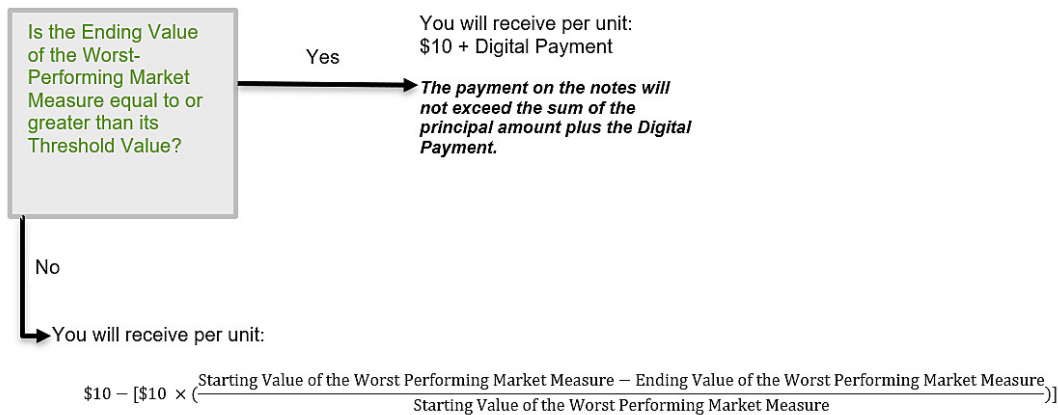 Is the Ending Value
of the Worst-
Performing Market
Measure equal to or
greater than its
Threshold Value?
Yes
You will receive per unit:
$10 + Digital Payment
The payment on the notes will
not exceed the sum of the
principal amount plus the Digital
Payment.
No
You will receive per unit:
$10 − [$10 × (Starting Value of the Worst Performing Market Measure − Ending Value of the Worst Performing Market Measure
Starting Value of the Worst Performing Market Measure)]